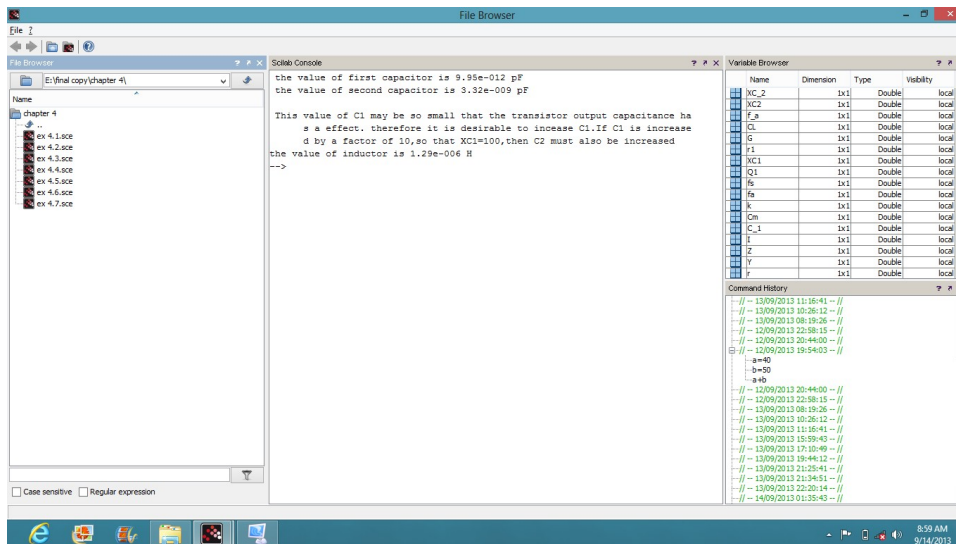 File Browser
File ?
File Browser
E:\final copy\chapter 4\
Name
chapter 4
..
ex 4.1.sce
ex 4.2.sce
ex 4.3.sce
ex 4.4.sce
ex 4.5.sce
ex 4.6.sce
ex 4.7.sce
Case sensitive
Regular expression
Scilab Console
the value of first capacitor is 9.95e-012 pF
the value of second capacitor is 3.32e-009 pF
This value of C1 may be so small that the transistor output capacitance ha
s a effect. therefore it is desirable to incease C1.If C1 is increase
d by a factor of 10,so that XC1=100,then C2 must also be increased
the value of inductor is 1.29e-006 H
-->
Variable Browser
Name Dimension Type Visibility
XC_2 1x1 Double local
XC2 1x1 Double local
f_a 1x1 Double local
CL 1x1 Double local
G 1x1 Double local
r1 1x1 Double local
XC1 1x1 Double local
Q1 1x1 Double local
fs 1x1 Double local
fa 1x1 Double local
k 1x1 Double local
Cm 1x1 Double local
C_1 1x1 Double local
I 1x1 Double local
Z 1x1 Double local
Y 1x1 Double local
r 1x1 Double local
Command History
// -- 13/09/2013 11:16:41 -- //
// -- 13/09/2013 10:26:12 -- //
// -- 13/09/2013 08:19:26 -- //
// -- 12/09/2013 22:58:15 -- //
// -- 12/09/2013 20:44:00 -- //
// -- 12/09/2013 19:54:03 -- //
a=40
b=50
a+b
// -- 12/09/2013 20:44:00 -- //
// -- 12/09/2013 22:58:15 -- //
// -- 13/09/2013 08:19:26 -- //
// -- 13/09/2013 10:26:12 -- //
// -- 13/09/2013 11:16:41 -- //
// -- 13/09/2013 15:59:43 -- //
// -- 13/09/2013 17:10:49 -- //
// -- 13/09/2013 19:44:12 -- //
// -- 13/09/2013 21:25:41 -- //
// -- 13/09/2013 21:34:51 -- //
// -- 13/09/2013 22:20:14 -- //
// -- 14/09/2013 01:35:43 -- //
8:59 AM
9/14/2013